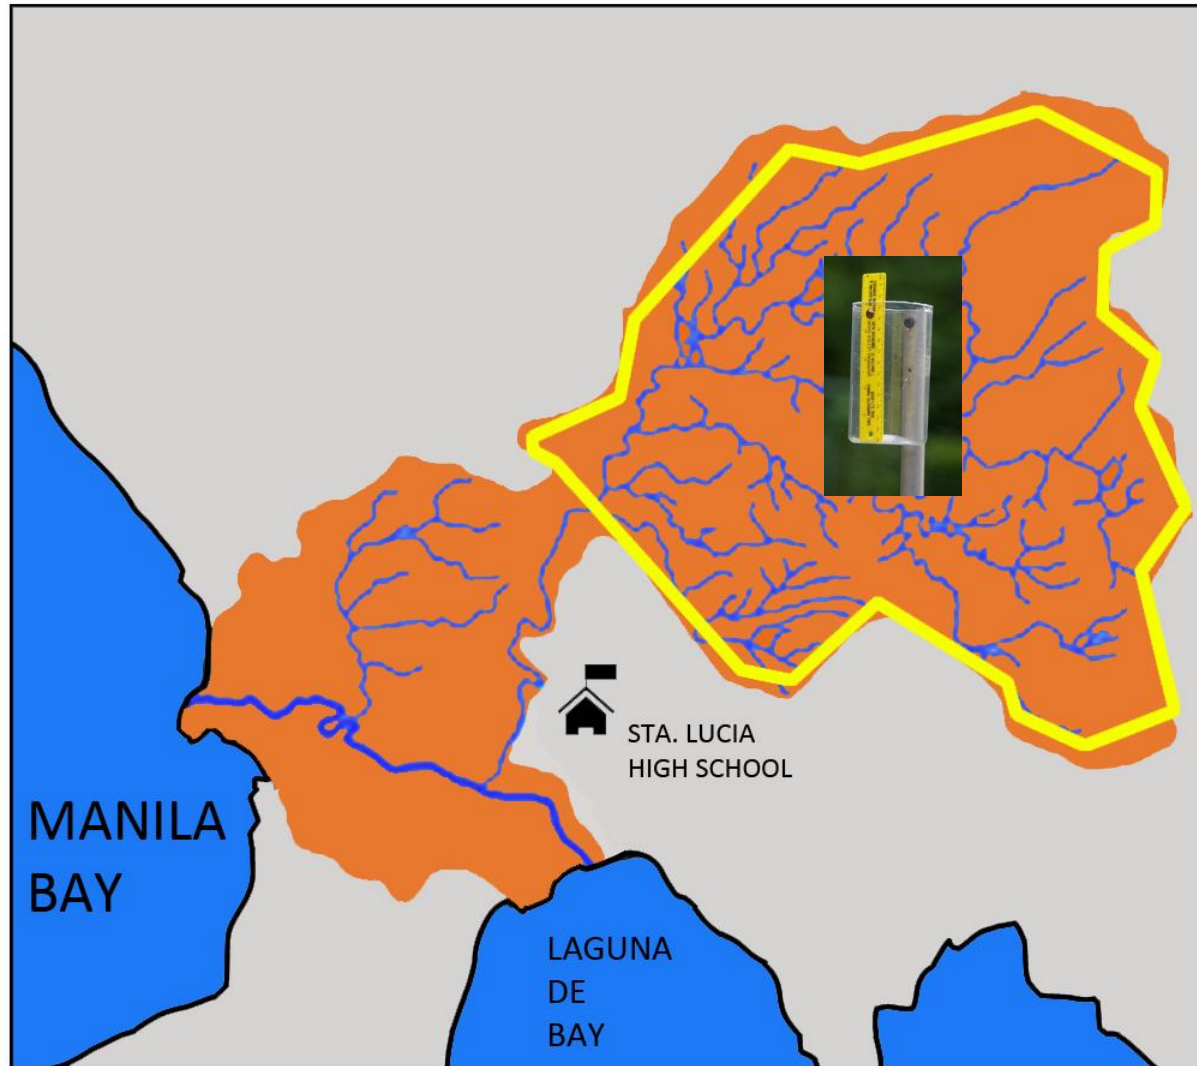 STA. LUCIA
HIGH SCHOOL
MANILA
BAY
LAGUNA
DE
BAY